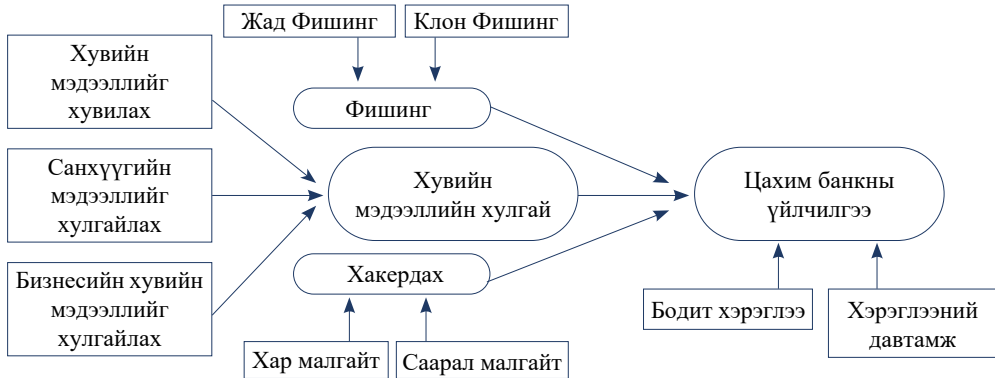 Жад Фишинг
Клон Фишинг
Хувийн
мэдээллийг
хувилах
Фишинг
Санхүүгийн
мэдээллийг
хулгайлах
Хувийн
мэдээллийн хулгай
Цахим банкны
үйлчилгээ
Бизнесийн хувийн
мэдээллийг
хулгайлах
Хакердах
Бодит хэрэглээ
Хэрэглээний
давтамж
Хар малгайт
Саарал малгайт